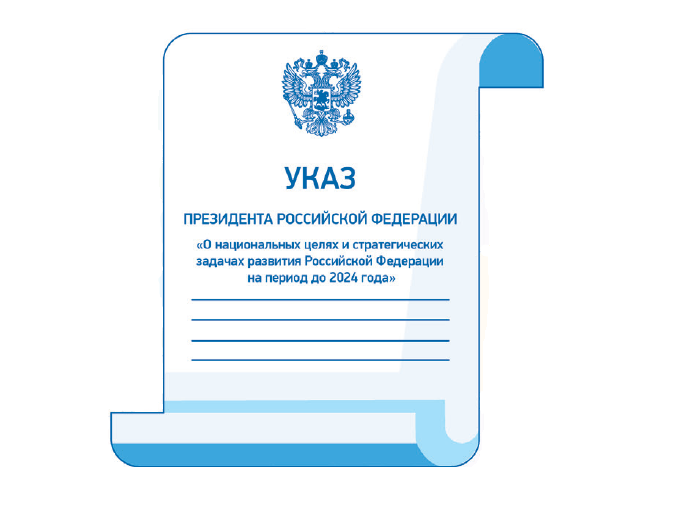 УКАЗ
ПРЕЗИДЕНТА РОССИЙСКОЙ ФЕДЕРАЦИИ
«О национальных целях и стратегических
задачах развития Российской Федерации
на период до 2024 года»